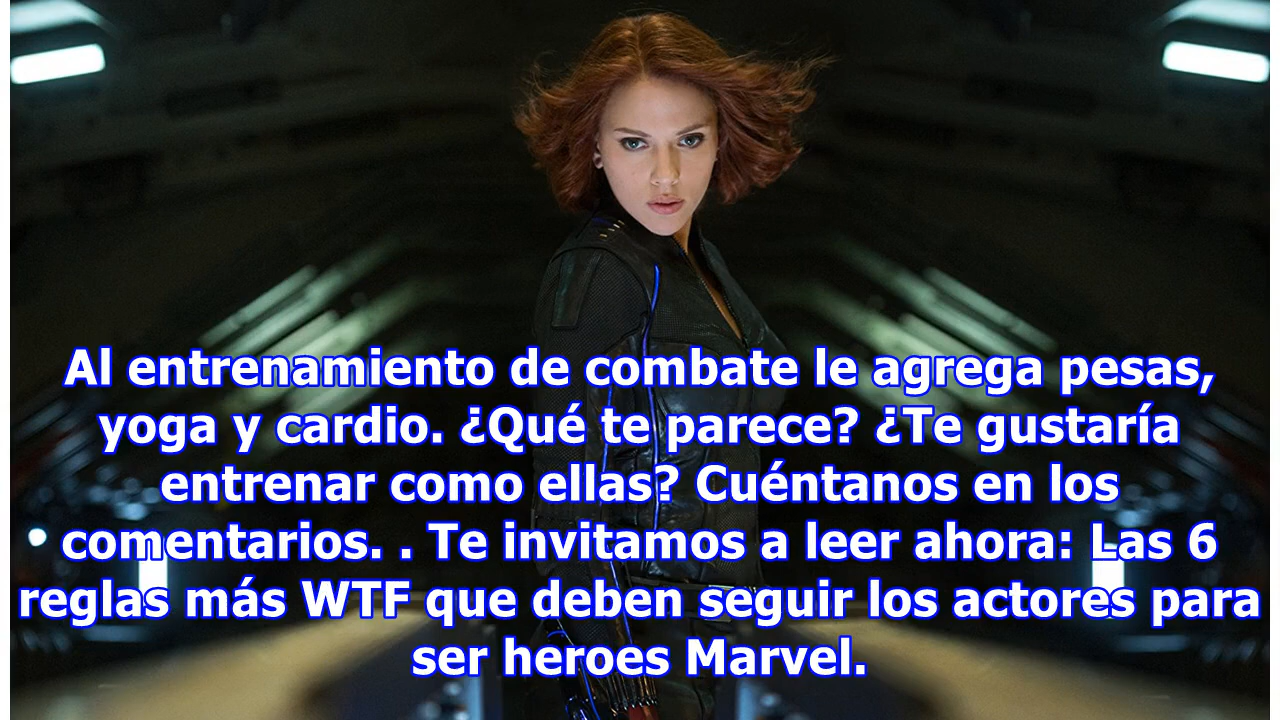 Al entrenamiento de combate le agrega pesas,
yoga y cardio. ¿Qué te parece? ¿Te gustaría
entrenar como ellas? Cuéntanos en los
comentarios. . Te invitamos a leer ahora: Las 6
reglas más WTF que deben seguir los actores para
ser heroes Marvel.